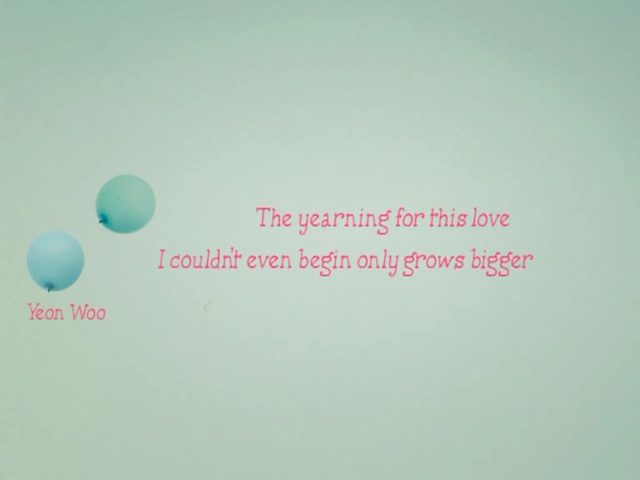 The yearning for this love
I couldn't even begin only grows bigger
Yeon Woo